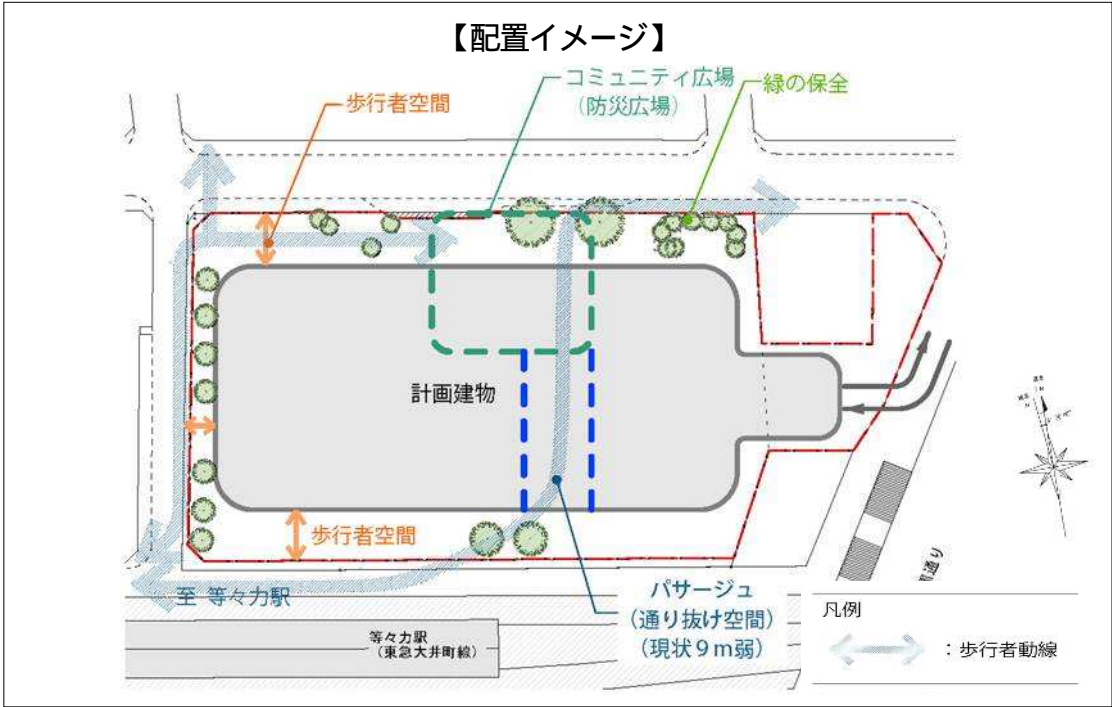 【配置イメージ】
コミュニティ広場
（防災広場）
緑の保全
歩行者空間
計画建物
歩行者空間
至 等々力駅
等々力駅
（東急大井町線）
パサージュ
（通り抜け空間）
（現状９ｍ弱）
通り
凡例
：歩行者動線